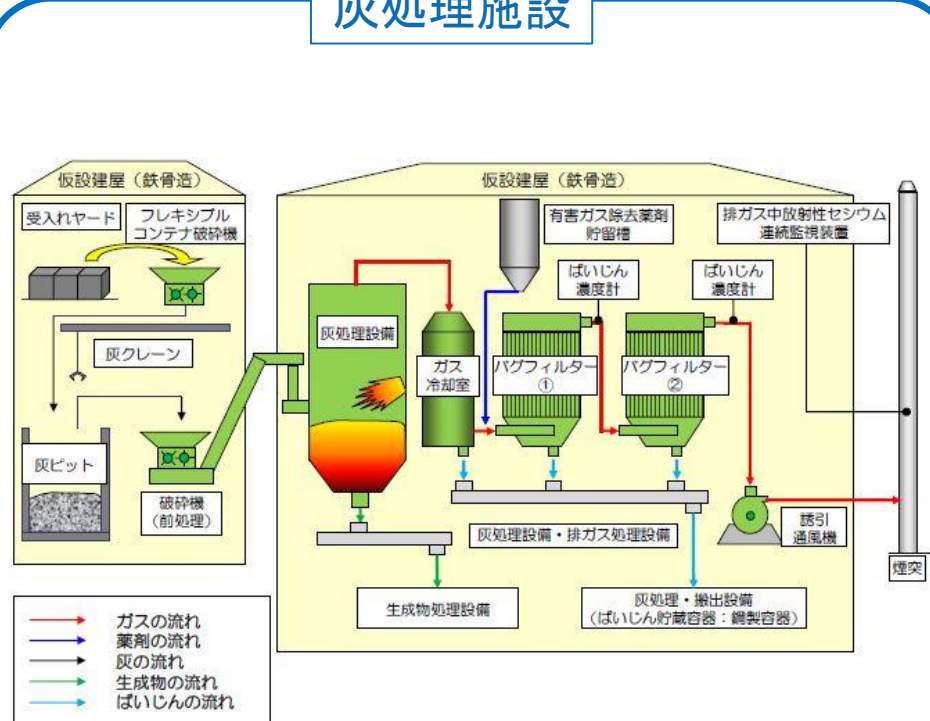 灰処理施設
仮設建屋（鉄骨造）
受入れヤード
フレキシブル
コンテナ破砕機
灰クレーン
灰ピット
破砕機
（前処理）
仮設建屋（鉄骨造）
有害ガス除去薬剤
貯留槽
排ガス中放射性セシウム
連続監視装置
ばいじん
濃度計
ばいじん
濃度計
灰処理設備
ガス
冷却室
バグフィルター
①
バグフィルター
②
誘引
通風機
煙突
灰処理設備・排ガス処理設備
生成物処理設備
灰処理・搬出設備
（ばいじん貯蔵容器：鋼製容器）
ガスの流れ
薬剤の流れ
灰の流れ
生成物の流れ
ばいじんの流れ